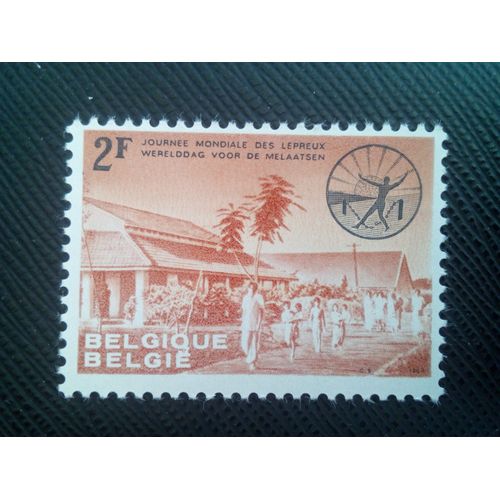 2F
JOURNEE MONDIALE DES LEPREUX
WERELDDAG VOOR DE MELAATSEN
BELGIQUE
BELGIË